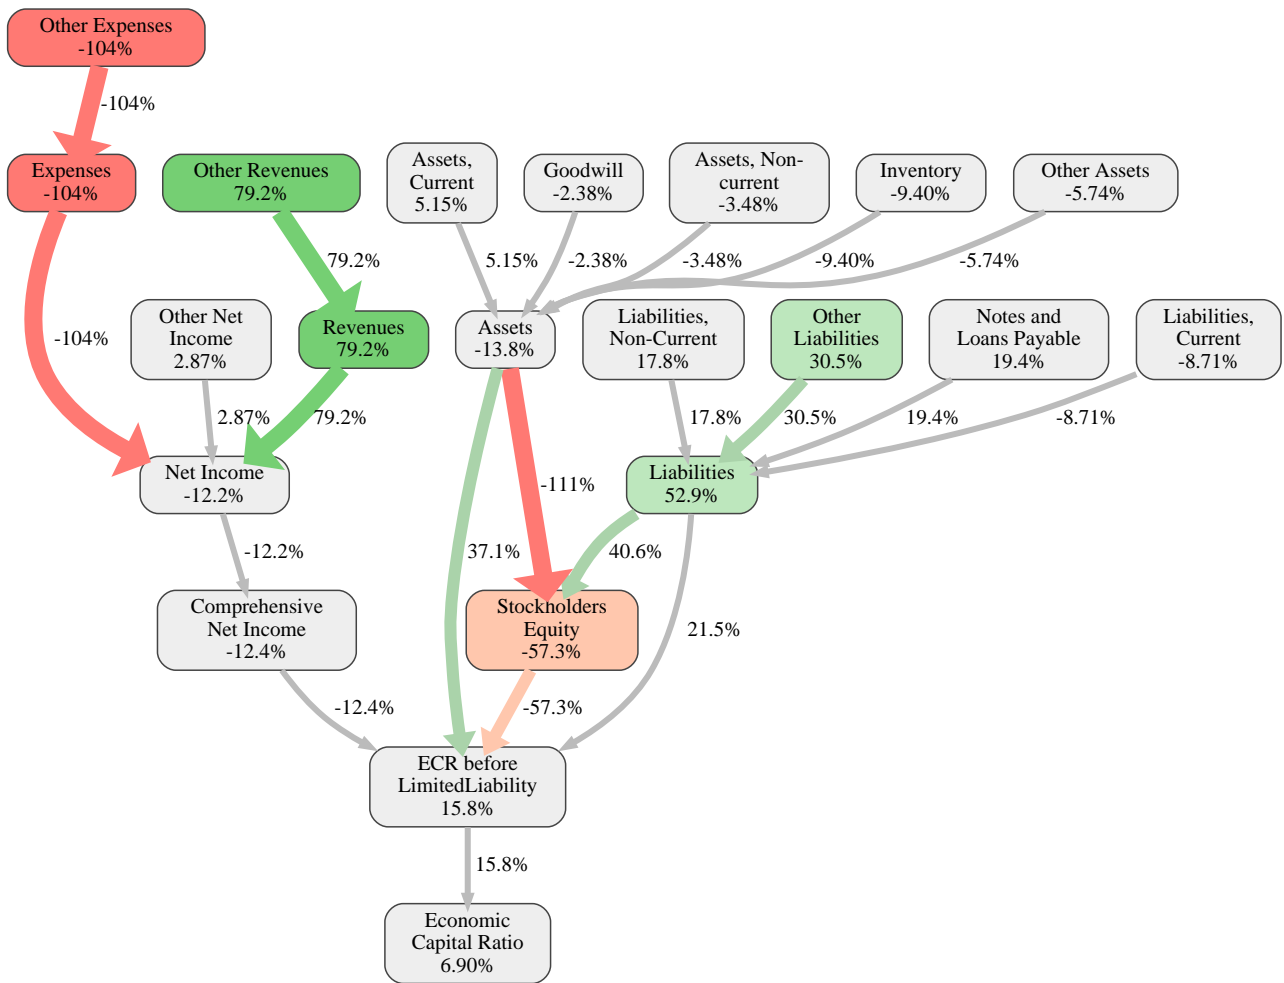 Other Expenses
-104%
-104%
Expenses
-104%
Other Revenues
79.2%
Assets,
Current
5.15%
Goodwill
-2.38%
Assets, Non-
current
-3.48%
Inventory
-9.40%
Other Assets
-5.74%
79.2%
5.15%
-2.38%
-3.48%
-9.40%
-5.74%
-104%
Other Net
Income
2.87%
Revenues
79.2%
Assets
-13.8%
Liabilities,
Non-Current
17.8%
Other
Liabilities
30.5%
Notes and
Loans Payable
19.4%
Liabilities,
Current
-8.71%
2.87%
79.2%
17.8%
30.5%
19.4%
-8.71%
Net Income
-12.2%
-111%
Liabilities
52.9%
-12.2%
37.1%
40.6%
Comprehensive
Net Income
-12.4%
Stockholders
Equity
-57.3%
21.5%
-12.4%
-57.3%
ECR before
LimitedLiability
15.8%
15.8%
Economic
Capital Ratio
6.90%